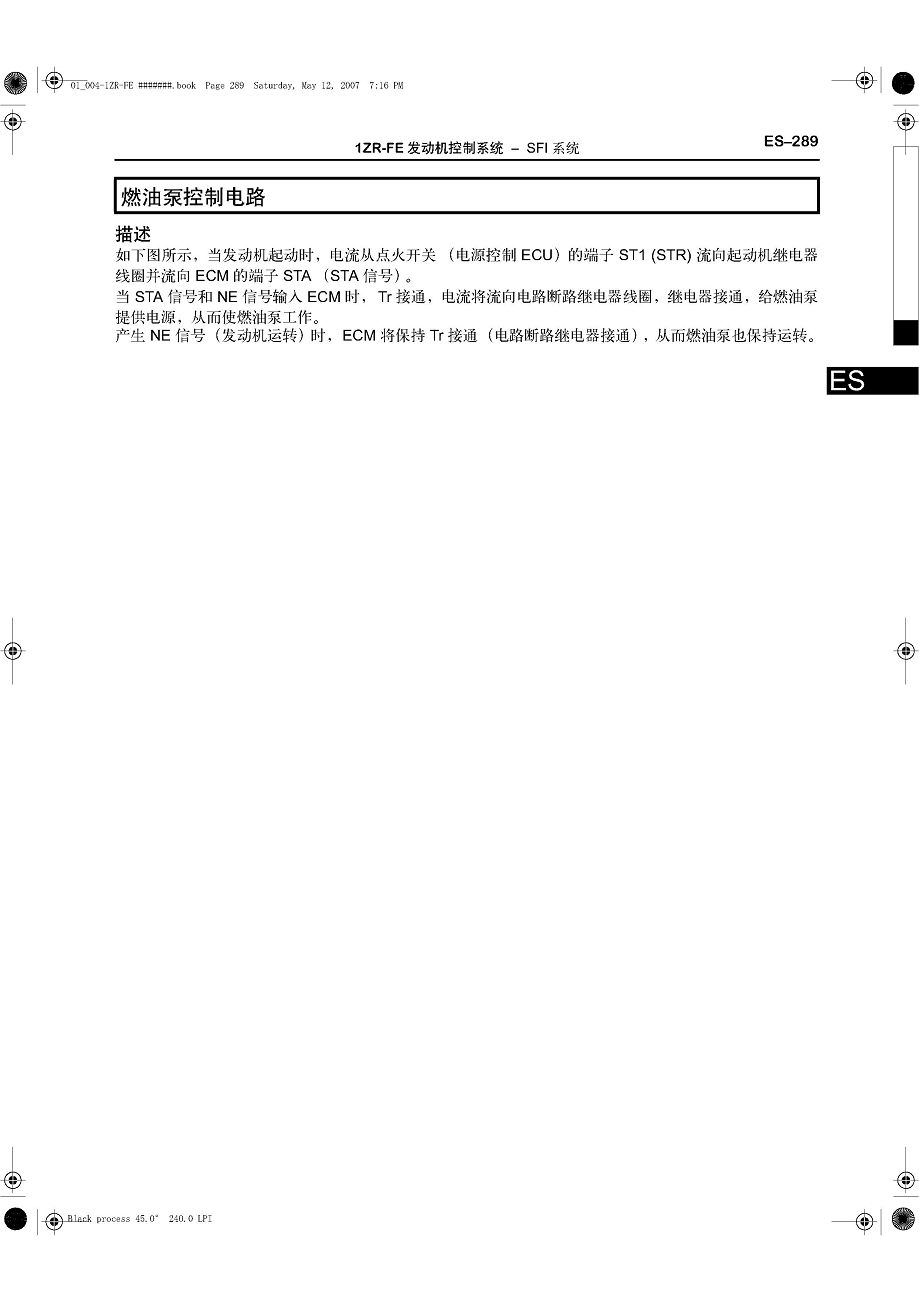 01_004-1ZR-FE #######.book Page 289 Saturday, May 12, 2007 7:16 PM
1ZR-FE 发动机控制系统 – SFI 系统
ES–289
燃油泵控制电路
描述
如下图所示，当发动机起动时，电流从点火开关（电源控制 ECU）的端子 ST1 (STR) 流向起动机继电器
线圈并流向 ECM 的端子 STA（STA 信号）。
当 STA 信号和 NE 信号输入 ECM 时， Tr 接通，电流将流向电路断路继电器线圈，继电器接通，给燃油泵
提供电源，从而使燃油泵工作。
产生 NE 信号（发动机运转）时，ECM 将保持 Tr 接通（电路断路继电器接通），从而燃油泵也保持运转。
ES
Black process 45.0° 240.0 LPI